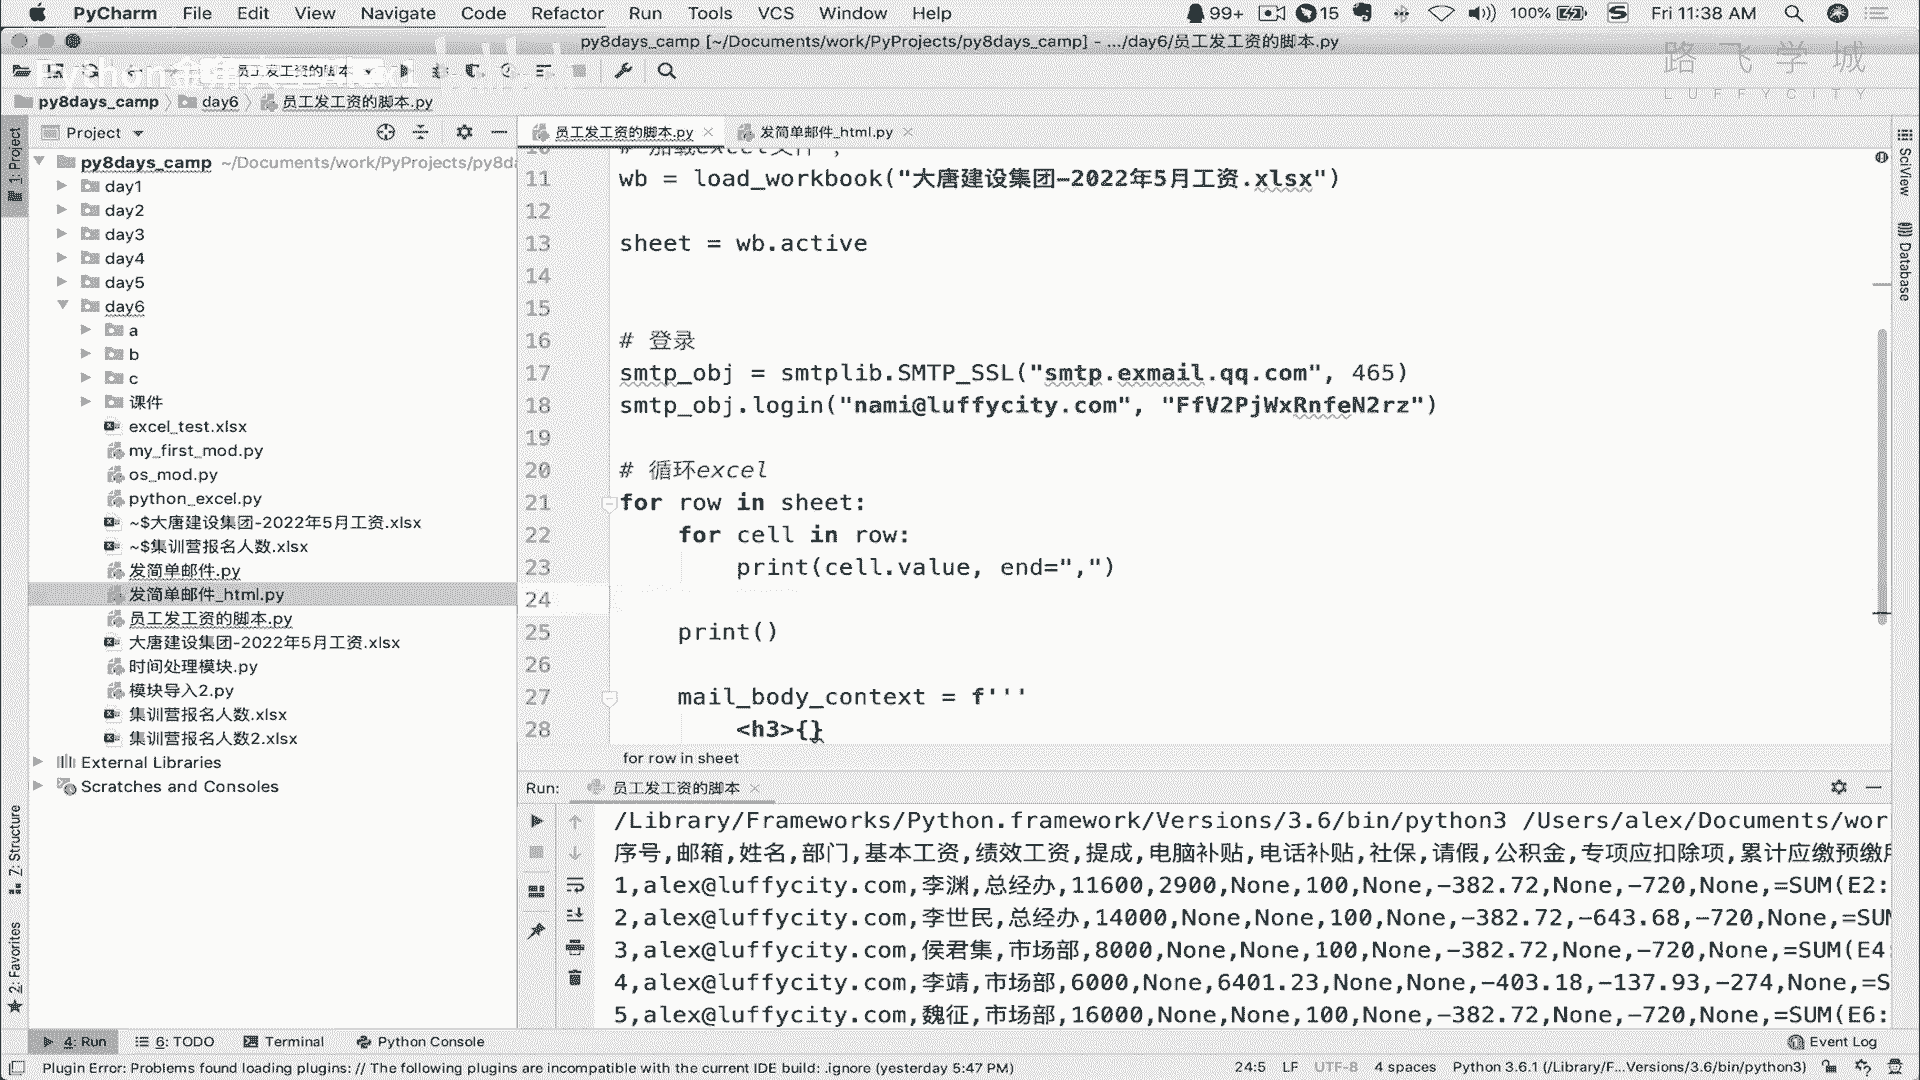 PyCharm File Edit View Navigate Code Refactor Run Tools VCS Window Help 99+ 15 100% Fri 11:38 AM
py8days_camp [~/Documents/work/PyProjects/py8days_camp] - .../day6/员工发工资的脚本.py
员工发工资的脚本
路飞学城
LUFFYCITY
py8days_camp day6 员工发工资的脚本.py
Project
员工发工资的脚本.py
发简单邮件_html.py
1: Project
py8days_camp ~/Documents/work/PyProjects/py8d
day1
day2
day3
day4
day5
day6
a
b
c
课件
excel_test.xlsx
my_first_mod.py
os_mod.py
python_excel.py
~$大唐建设集团-2022年5月工资.xlsx
~$集训营报名人数.xlsx
发简单邮件.py
发简单邮件_html.py
员工发工资的脚本.py
大唐建设集团-2022年5月工资.xlsx
时间处理模块.py
模块导入2.py
集训营报名人数.xlsx
集训营报名人数2.xlsx
External Libraries
Scratches and Consoles
11 wb = load_workbook("大唐建设集团-2022年5月工资.xlsx")
12
13 sheet = wb.active
14
15
16 # 登录
17 smtp_obj = smtplib.SMTP_SSL("smtp.exmail.qq.com", 465)
18 smtp_obj.login("nami@luffycity.com", "FfV2PjWxRnfeN2rz")
19
20 # 循环excel
21 for row in sheet:
22 for cell in row:
23 print(cell.value, end=",")
24
25 print()
26
27 mail_body_context = f'''
28 <h3>{}
for row in sheet
SciView
Database
Run: 员工发工资的脚本
/Library/Frameworks/Python.framework/Versions/3.6/bin/python3 /Users/alex/Documents/wor
序号,邮箱,姓名,部门,基本工资,绩效工资,提成,电脑补贴,电话补贴,社保,请假,公积金,专项应扣除项,累计应缴预缴
1,alex@luffycity.com,李渊,总经办,11600,2900,None,100,None,-382.72,None,-720,None,=SUM(E2:
2,alex@luffycity.com,李世民,总经办,14000,None,None,100,None,-382.72,-643.68,-720,None,=SUM
3,alex@luffycity.com,侯君集,市场部,8000,None,None,100,None,-382.72,None,-720,None,=SUM(E4
4,alex@luffycity.com,李靖,市场部,6000,None,6401.23,None,None,-403.18,-137.93,-274,None,=S
5,alex@luffycity.com,魏征,市场部,16000,None,None,100,None,-382.72,None,-720,None,=SUM(E6:
7: Structure
2: Favorites
4: Run 6: TODO Terminal Python Console Event Log
Plugin Error: Problems found loading plugins: // The following plugins are incompatible with the current IDE build: .ignore (yesterday 5:47 PM) 24:5 LF UTF-8 4 spaces Python 3.6.1 (/Library/F...Versions/3.6/bin/python3)